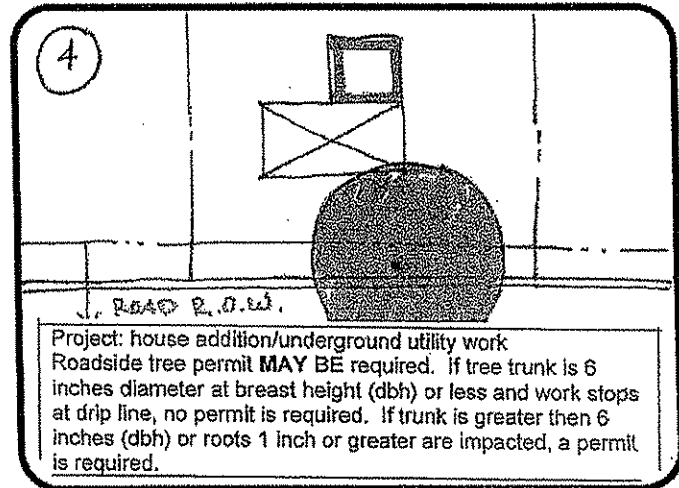 4
ROAD R.O.W.
Project: house addition/underground utility work
Roadside tree permit MAY BE required. If tree trunk is 6
inches diameter at breast height (dbh) or less and work stops
at drip line, no permit is required. If trunk is greater then 6
inches (dbh) or roots 1 inch or greater are impacted, a permit
is required.